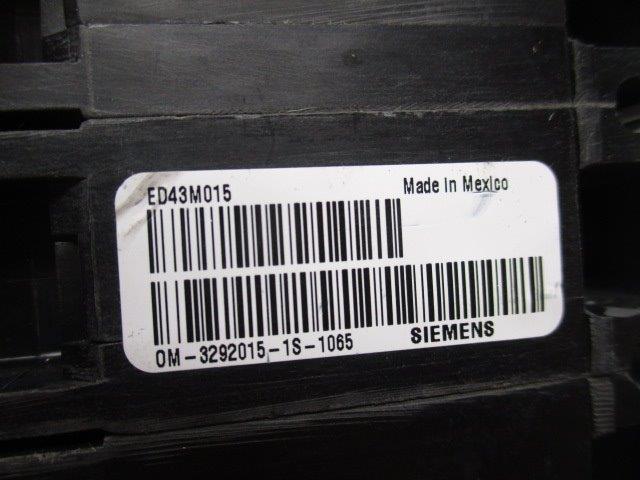 ED43M015 Made in Mexico
OM-3292015-1S-1065 SIEMENS